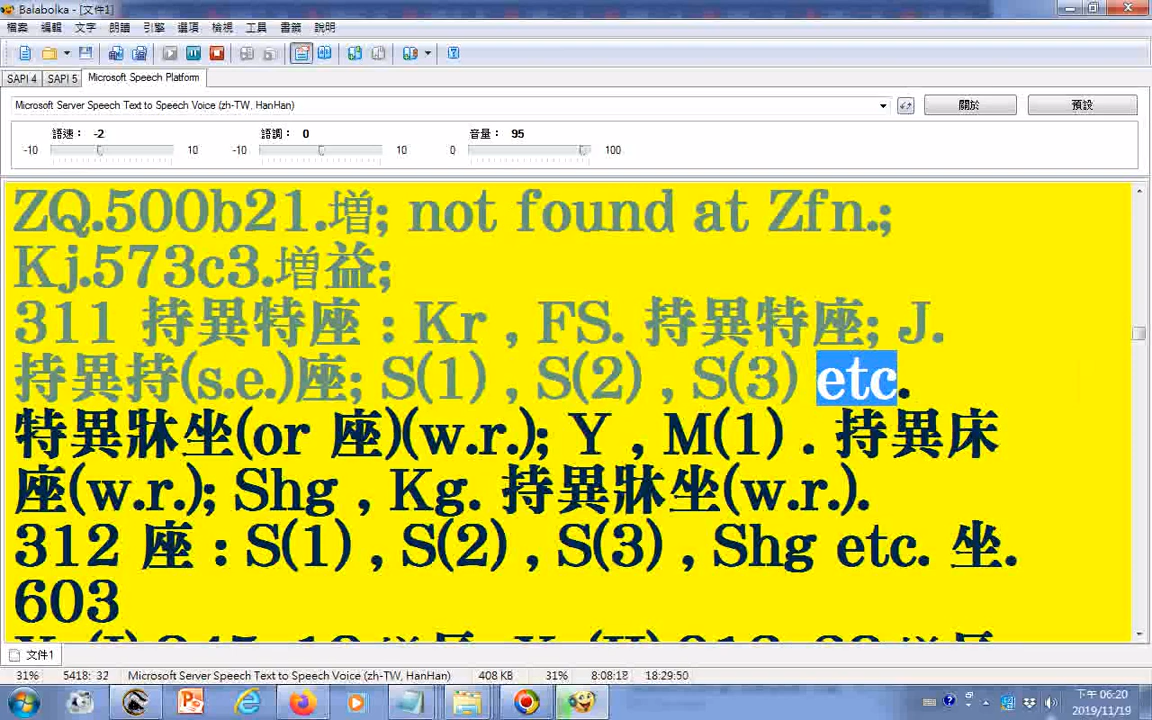 Balabolka - [文件1]
檔案 編輯 文字 朗讀 引擎 選項 檢視 工具 書籤 說明
SAPI 4 SAPI 5 Microsoft Speech Platform
Microsoft Server Speech Text to Speech Voice (zh-TW, HanHan) 關於 預設
語速： -2 語調： 0 音量： 95
-10 10 -10 10 0 100
ZQ.500b21.増; not found at Zfn.;
Kj.573c3.増益;
311 持異特座 : Kr , FS. 持異特座; J.
持異持(s.e.)座; S(1) , S(2) , S(3) etc.
特異牀坐(or 座)(w.r.); Y , M(1) . 持異床
座(w.r.); Shg , Kg. 持異牀坐(w.r.).
312 座 : S(1) , S(2) , S(3) , Shg etc. 坐.
603
文件1
31% 5418: 32 Microsoft Server Speech Text to Speech Voice (zh-TW, HanHan) 408 KB 31% 8:08:18 18:29:50
下午 06:20
2019/11/19